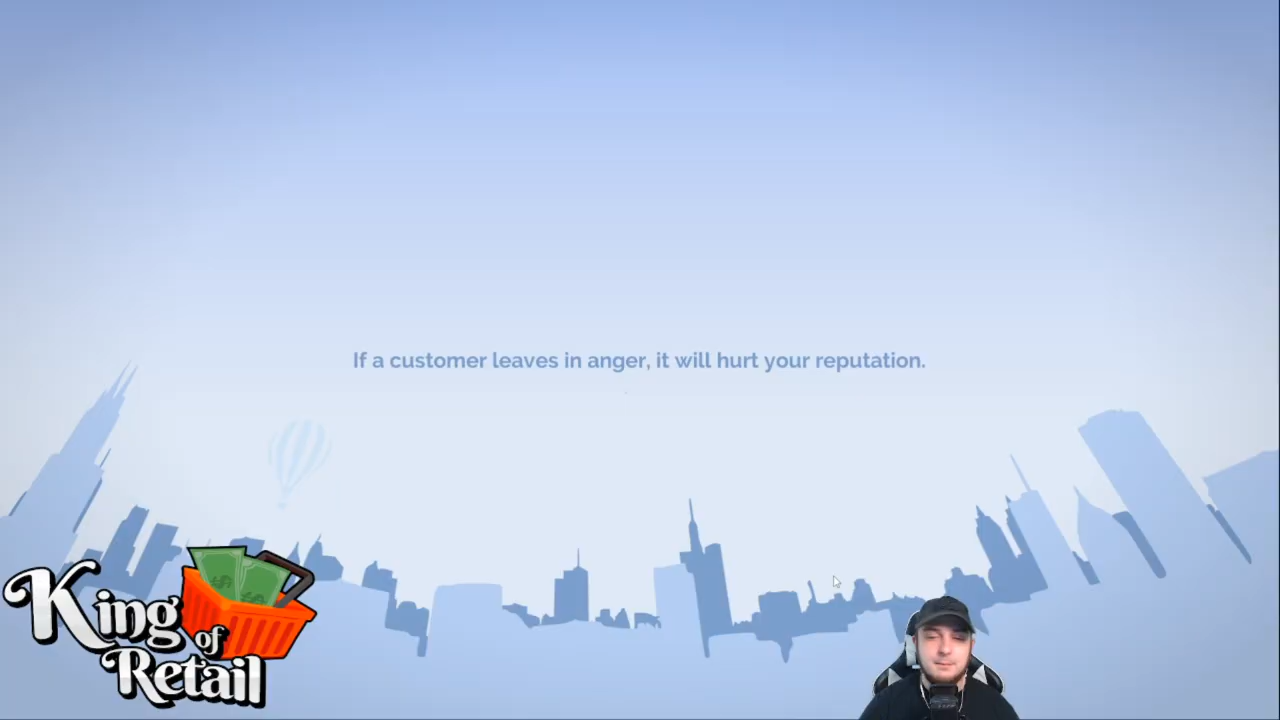 If a customer leaves in anger, it will hurt your reputation.
King
of
Retail